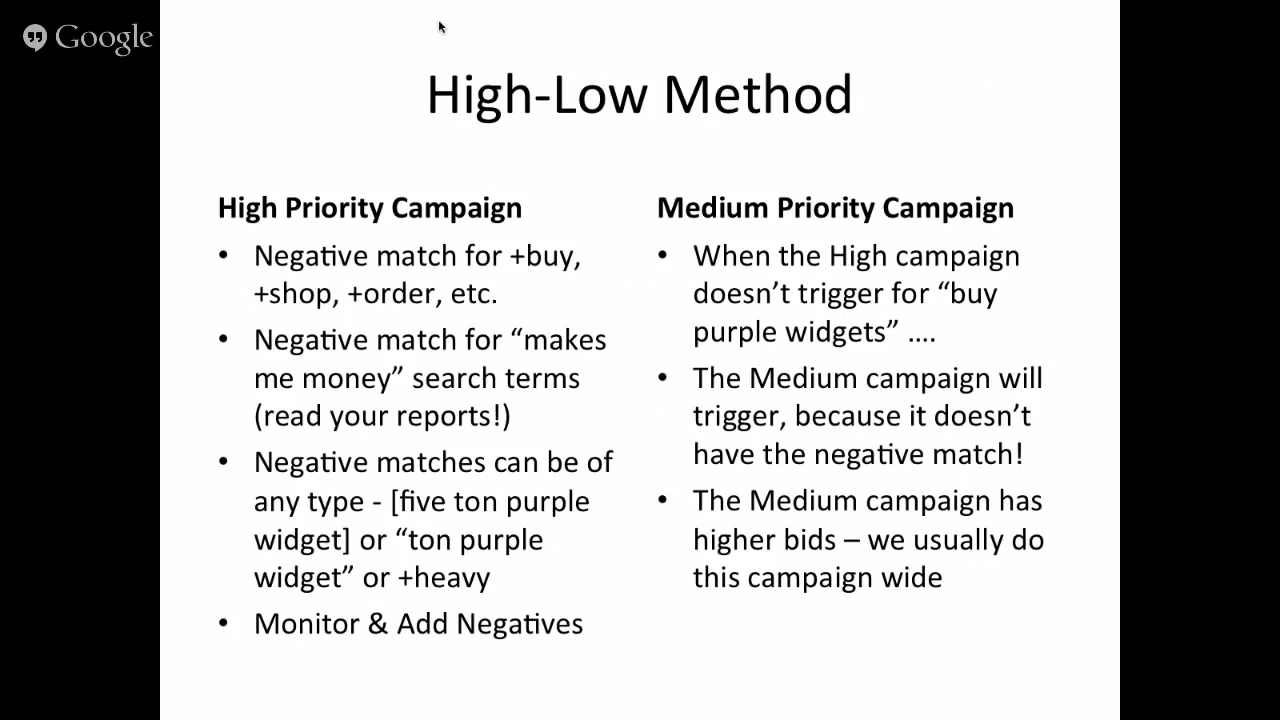 Google
High-Low Method
High Priority Campaign
• Negative match for +buy,
+shop, +order, etc.
• Negative match for “makes
me money” search terms
(read your reports!)
• Negative matches can be of
any type - [five ton purple
widget] or “ton purple
widget” or +heavy
• Monitor & Add Negatives
Medium Priority Campaign
• When the High campaign
doesn’t trigger for “buy
purple widgets” ….
• The Medium campaign will
trigger, because it doesn’t
have the negative match!
• The Medium campaign has
higher bids – we usually do
this campaign wide